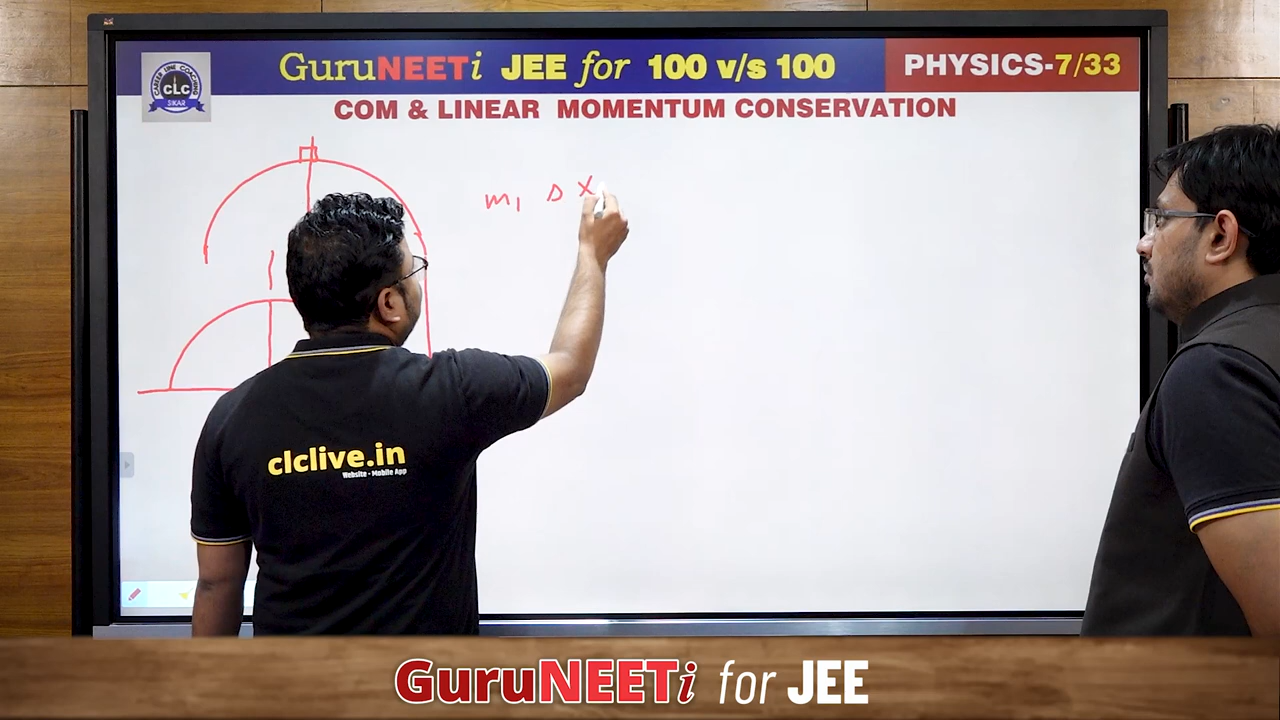 GuruNEETi JEE for 100 v/s 100 PHYSICS-7/33
CAREER LINE COACHING
CLC
SIKAR
COM & LINEAR MOMENTUM CONSERVATION
m₁ s x
clclive.in
Website • Mobile App
GuruNEETi for JEE